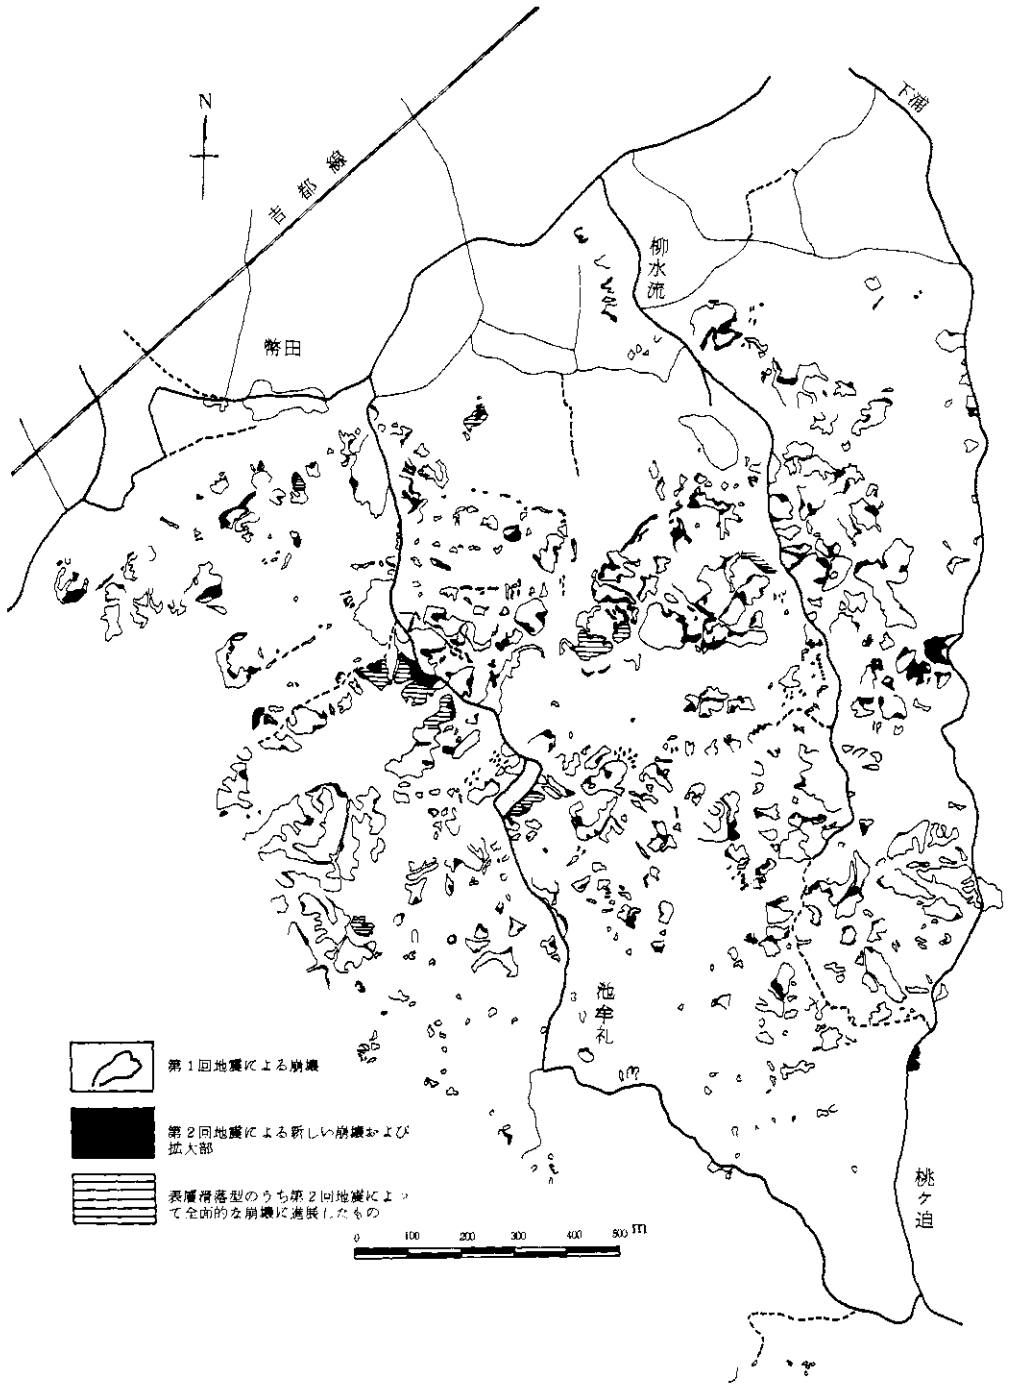 N
下浦
吉都線
柳水流
幣田
池牟礼
第1回地震による崩壊
第2回地震による新しい崩壊および
拡大部
表層滑落型のうち第2回地震によっ
て全面的な崩壊に進展したもの
0 100 200 300 400 500 m
桃ケ迫